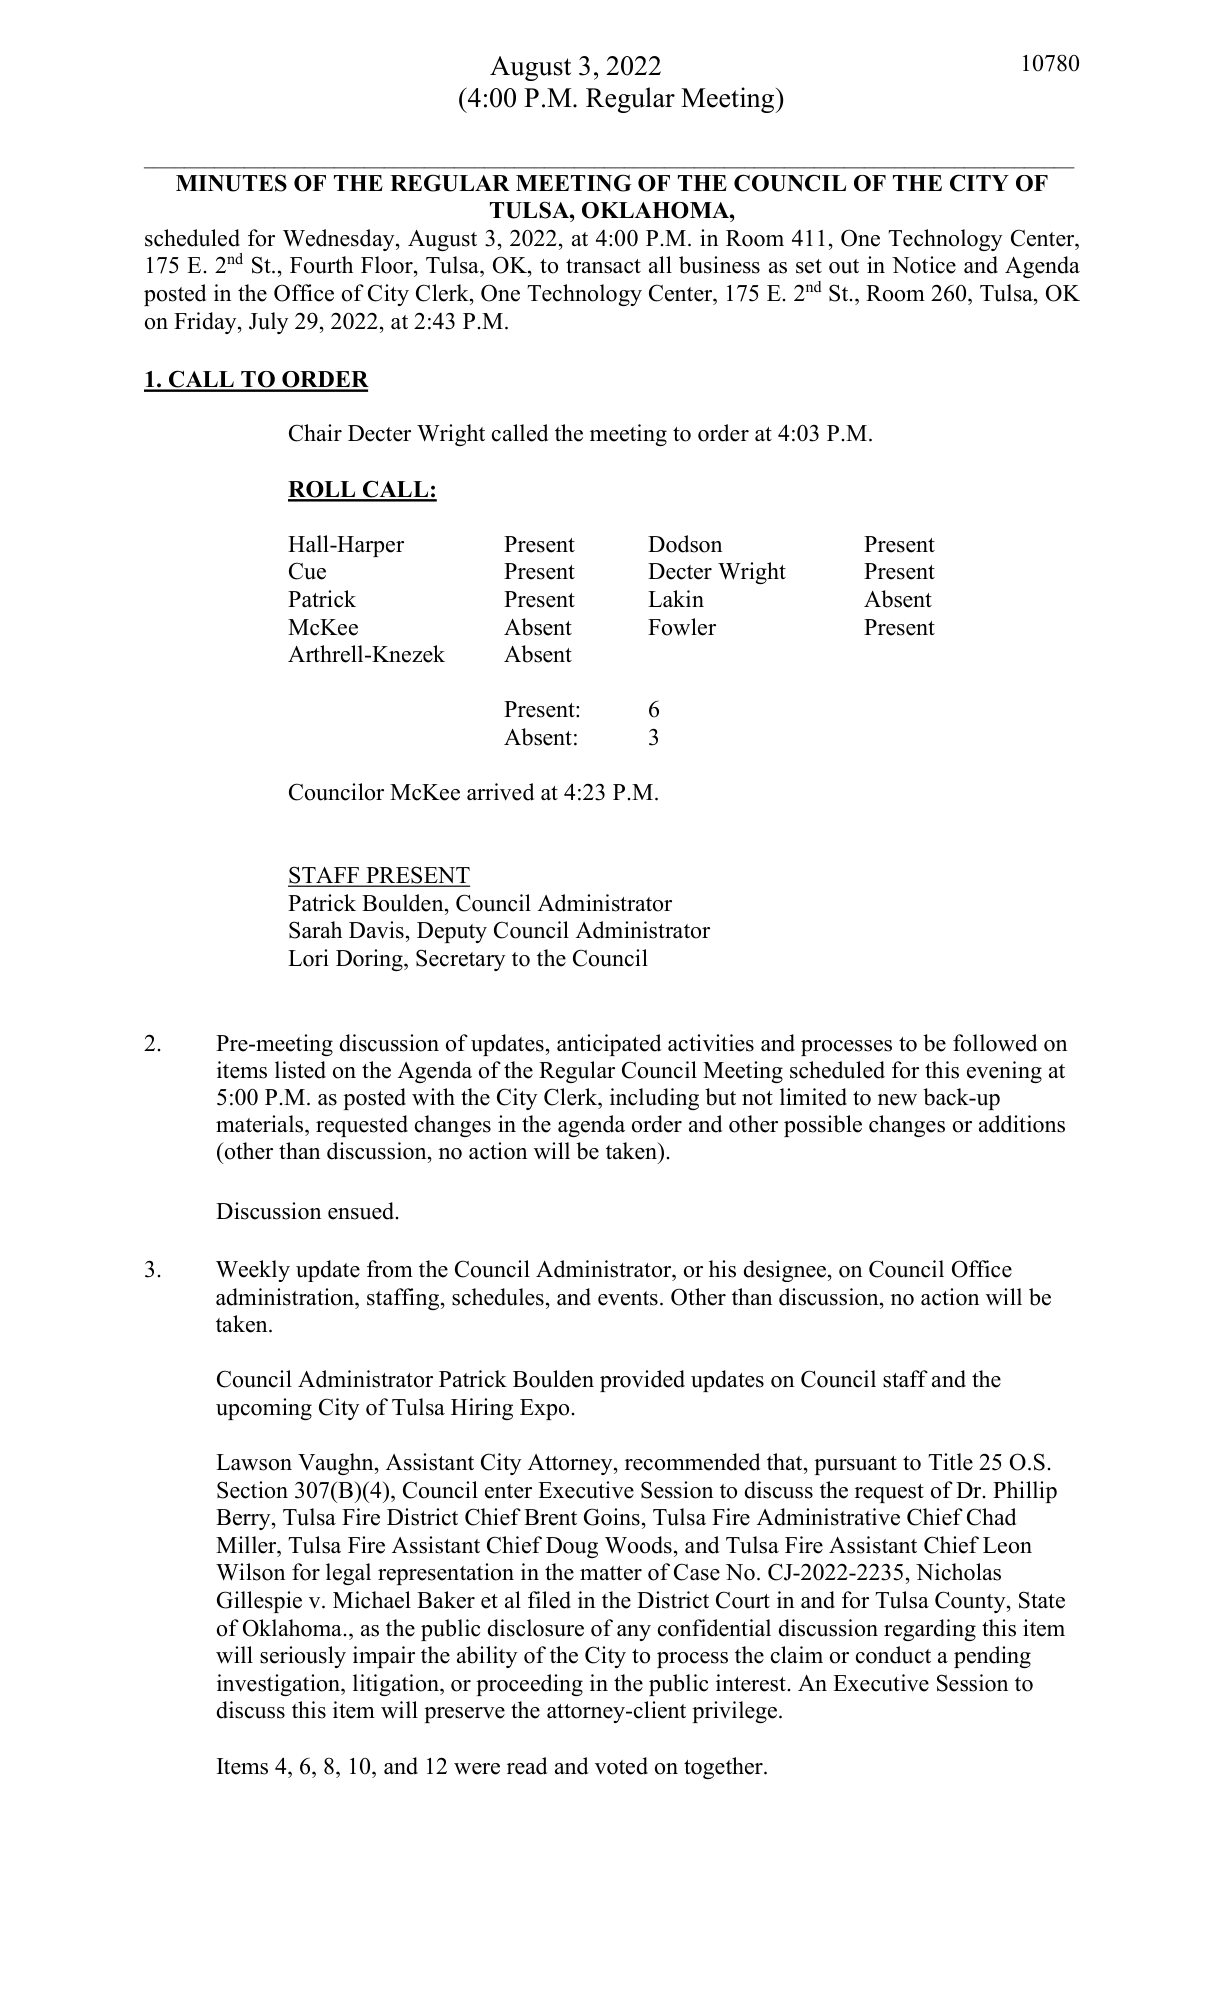 August 3, 2022 10780
(4:00 P.M. Regular Meeting)
MINUTES OF THE REGULAR MEETING OF THE COUNCIL OF THE CITY OF
TULSA, OKLAHOMA,
scheduled for Wednesday, August 3, 2022, at 4:00 P.M. in Room 411, One Technology Center,
175 E. 2nd St., Fourth Floor, Tulsa, OK, to transact all business as set out in Notice and Agenda
posted in the Office of City Clerk, One Technology Center, 175 E. 2nd St., Room 260, Tulsa, OK
on Friday, July 29, 2022, at 2:43 P.M.
1. CALL TO ORDER
Chair Decter Wright called the meeting to order at 4:03 P.M.
ROLL CALL:
Hall-Harper Present Dodson Present
Cue Present Decter Wright Present
Patrick Present Lakin Absent
McKee Absent Fowler Present
Arthrell-Knezek Absent
Present: 6
Absent: 3
Councilor McKee arrived at 4:23 P.M.
STAFF PRESENT
Patrick Boulden, Council Administrator
Sarah Davis, Deputy Council Administrator
Lori Doring, Secretary to the Council
2. Pre-meeting discussion of updates, anticipated activities and processes to be followed on
items listed on the Agenda of the Regular Council Meeting scheduled for this evening at
5:00 P.M. as posted with the City Clerk, including but not limited to new back-up
materials, requested changes in the agenda order and other possible changes or additions
(other than discussion, no action will be taken).
Discussion ensued.
3. Weekly update from the Council Administrator, or his designee, on Council Office
administration, staffing, schedules, and events. Other than discussion, no action will be
taken.
Council Administrator Patrick Boulden provided updates on Council staff and the
upcoming City of Tulsa Hiring Expo.
Lawson Vaughn, Assistant City Attorney, recommended that, pursuant to Title 25 O.S.
Section 307(B)(4), Council enter Executive Session to discuss the request of Dr. Phillip
Berry, Tulsa Fire District Chief Brent Goins, Tulsa Fire Administrative Chief Chad
Miller, Tulsa Fire Assistant Chief Doug Woods, and Tulsa Fire Assistant Chief Leon
Wilson for legal representation in the matter of Case No. CJ-2022-2235, Nicholas
Gillespie v. Michael Baker et al filed in the District Court in and for Tulsa County, State
of Oklahoma., as the public disclosure of any confidential discussion regarding this item
will seriously impair the ability of the City to process the claim or conduct a pending
investigation, litigation, or proceeding in the public interest. An Executive Session to
discuss this item will preserve the attorney-client privilege.
Items 4, 6, 8, 10, and 12 were read and voted on together.